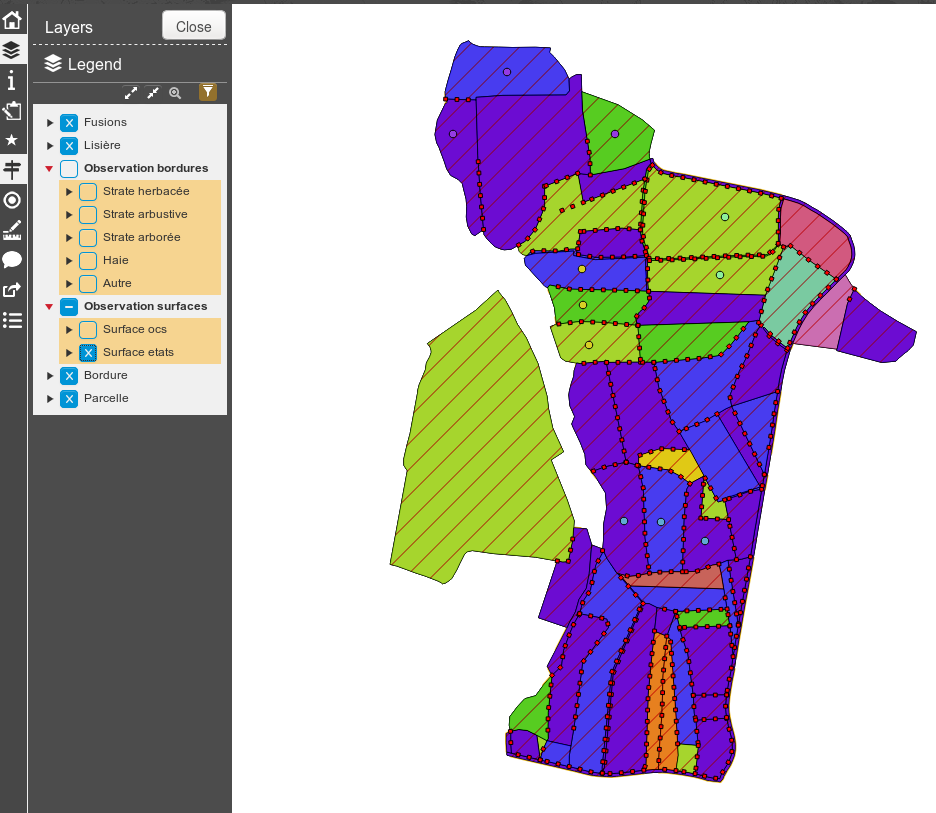 Layers
Close
Legend
Fusions
Lisière
Observation bordures
Strate herbacée
Strate arbustive
Strate arborée
Haie
Autre
Observation surfaces
Surface ocs
Surface etats
Bordure
Parcelle